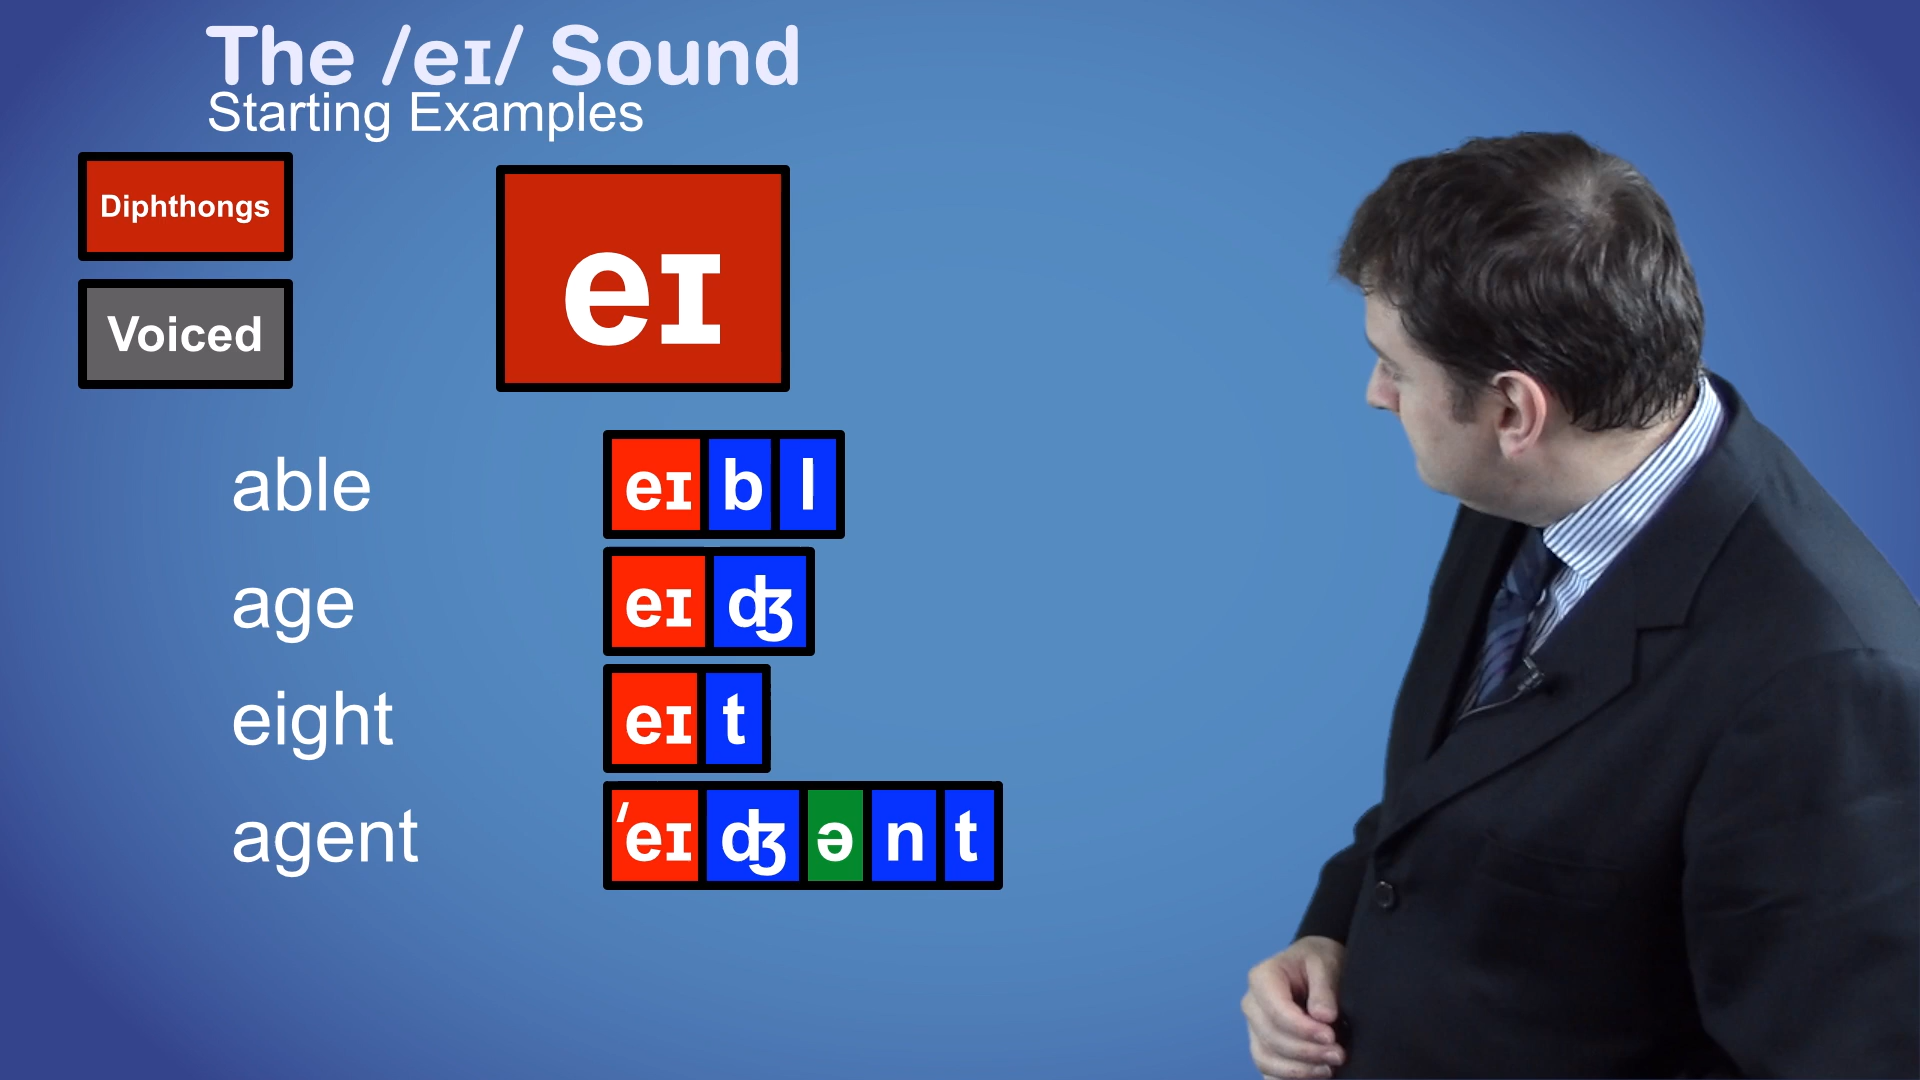 The /eɪ/ Sound
Starting Examples
Diphthongs
Voiced
eɪ
able eɪ b l
age eɪ ʤ
eight eɪ t
agent ˈeɪ ʤ ə n t